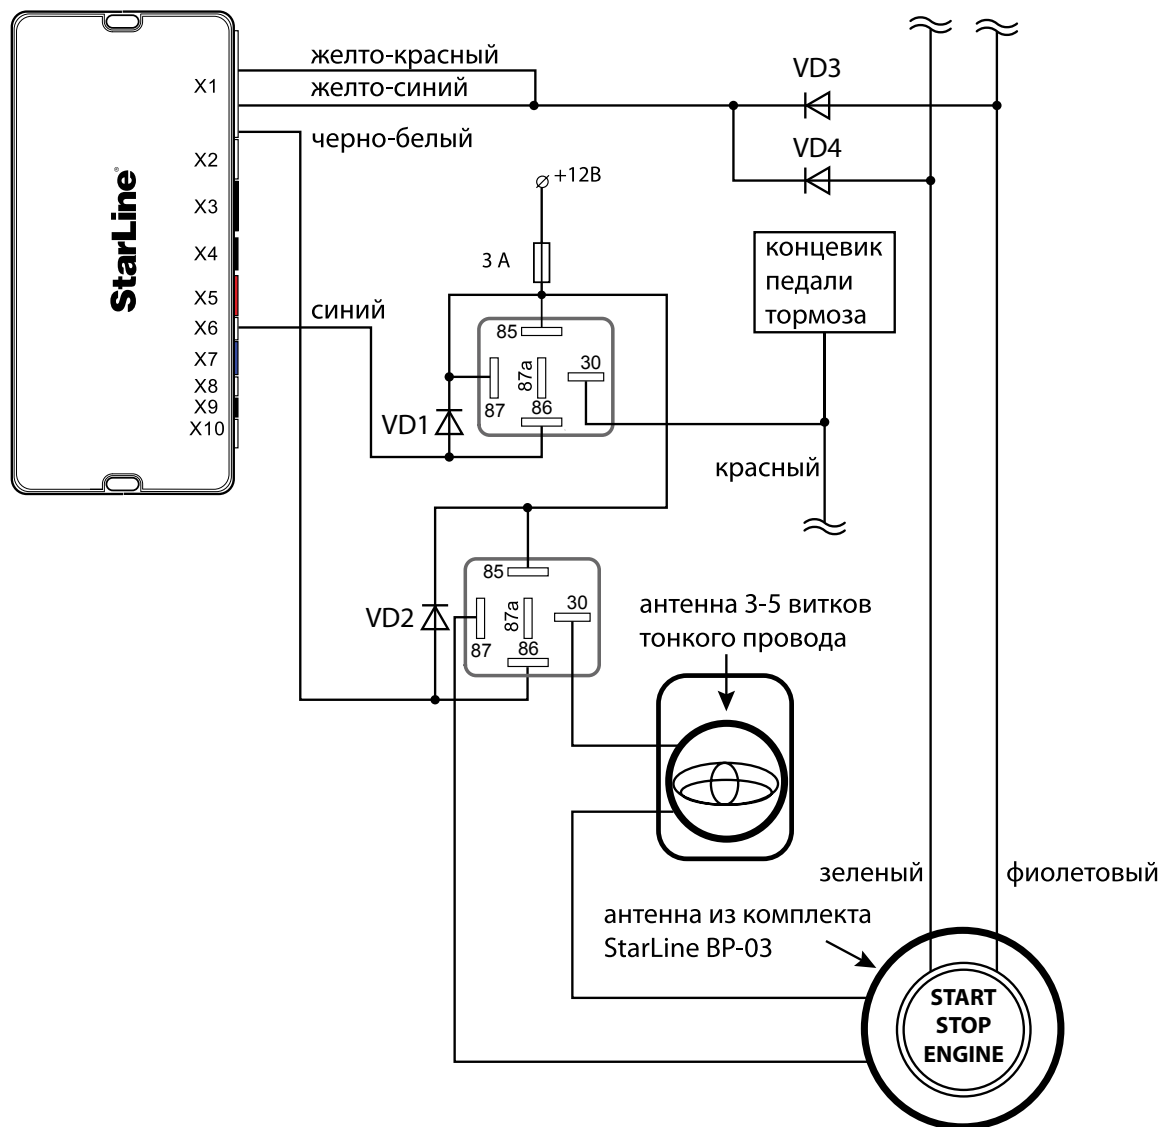 желто-красный
VD3
X1
желто-синий
черно-белый
VD4
X2
+12В
StarLine®
X3
концевик
педали
тормоза
X4
3 А
X5
синий
X6
85
X7
87a
30
X8
87
86
X9
VD1
X10
красный
85
87a
30
антенна 3-5 витков
тонкого провода
VD2
87
86
зеленый
фиолетовый
антенна из комплекта
StarLine BP-03
START
STOP
ENGINE